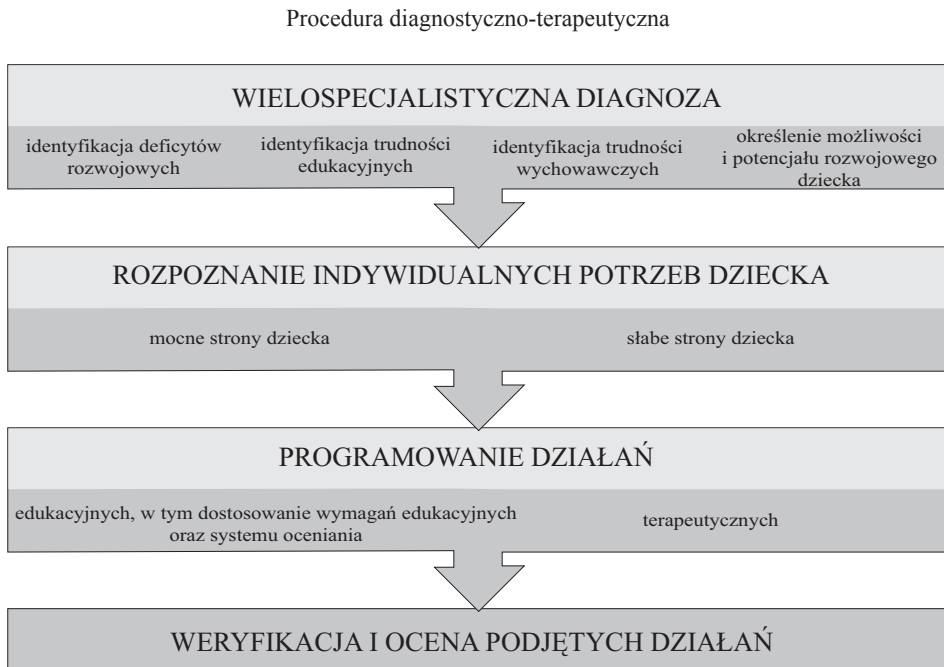 Procedura diagnostyczno-terapeutyczna
WIELOSPECJALISTYCZNA DIAGNOZA
identyfikacja deficytów
rozwojowych
identyfikacja trudności
edukacyjnych
identyfikacja trudności
wychowawczych
określenie możliwości
i potencjału rozwojowego
dziecka
ROZPOZNANIE INDYWIDUALNYCH POTRZEB DZIECKA
mocne strony dziecka
słabe strony dziecka
PROGRAMOWANIE DZIAŁAŃ
edukacyjnych, w tym dostosowanie wymagań edukacyjnych
oraz systemu oceniania
terapeutycznych
WERYFIKACJA I OCENA PODJĘTYCH DZIAŁAŃ